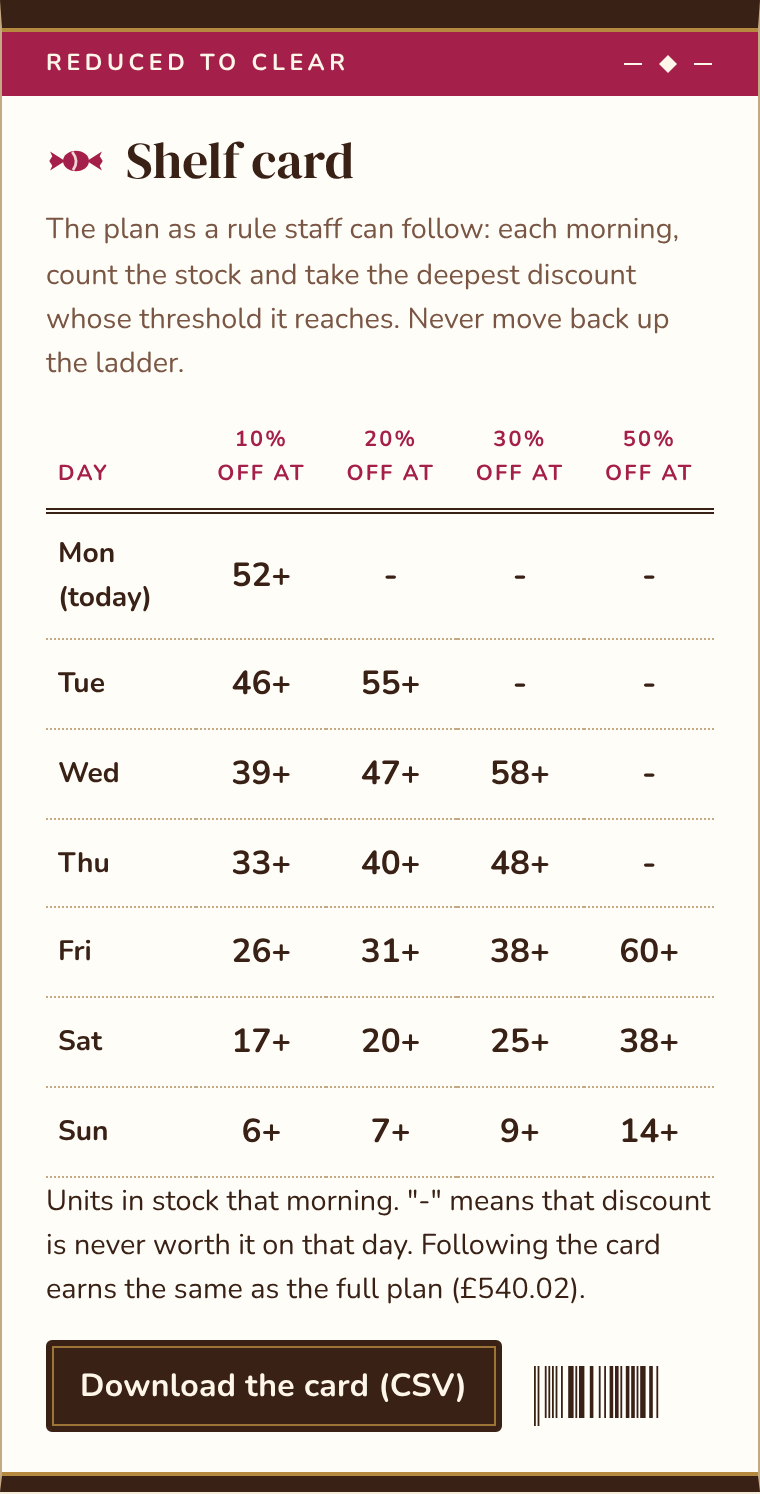 REDUCED TO CLEAR
Shelf card
The plan as a rule staff can follow: each morning,
count the stock and take the deepest discount
whose threshold it reaches. Never move back up
the ladder.
DAY 10% OFF AT 20% OFF AT 30% OFF AT 50% OFF AT
Mon (today) 52+ - - -
Tue 46+ 55+ - -
Wed 39+ 47+ 58+ -
Thu 33+ 40+ 48+ -
Fri 26+ 31+ 38+ 60+
Sat 17+ 20+ 25+ 38+
Sun 6+ 7+ 9+ 14+
Units in stock that morning. "-" means that discount
is never worth it on that day. Following the card
earns the same as the full plan (£540.02).
Download the card (CSV)